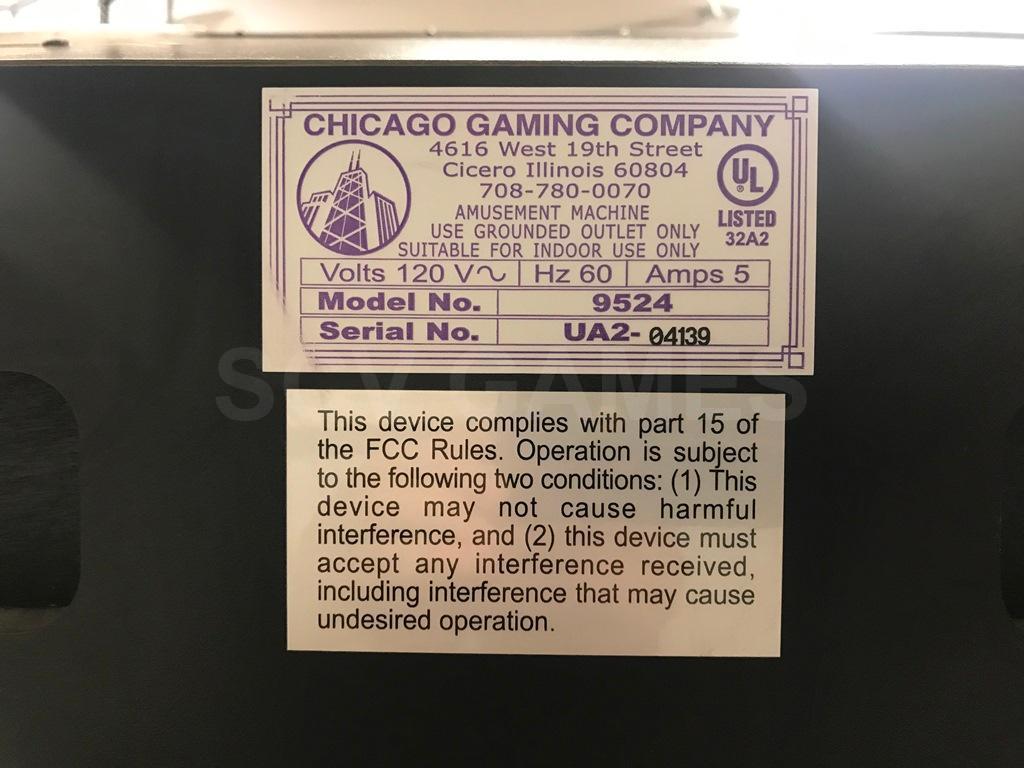 CHICAGO GAMING COMPANY
4616 West 19th Street
Cicero Illinois 60804
708-780-0070
AMUSEMENT MACHINE
USE GROUNDED OUTLET ONLY
SUITABLE FOR INDOOR USE ONLY
UL
®
LISTED
32A2
Volts 120 V~ Hz 60 Amps 5
Model No. 9524
Serial No. UA2- 04139
SCV GAMES
This device complies with part 15 of
the FCC Rules. Operation is subject
to the following two conditions: (1) This
device may not cause harmful
interference, and (2) this device must
accept any interference received,
including interference that may cause
undesired operation.